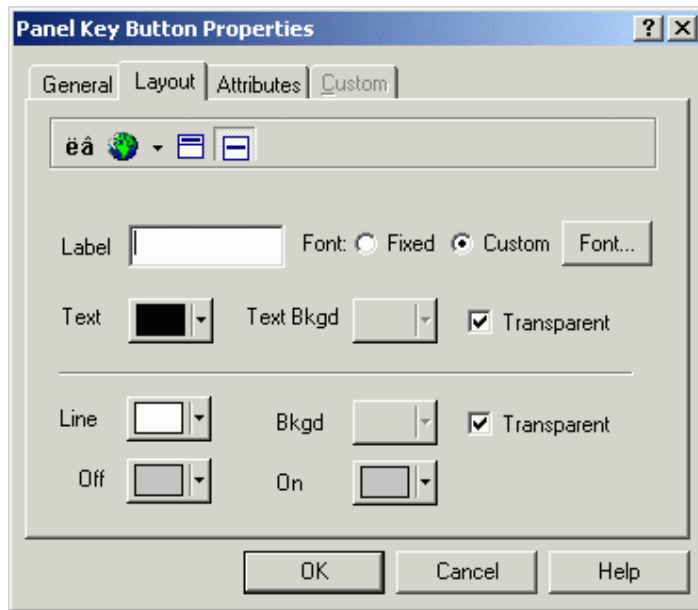 Panel Key Button Properties
General Layout Attributes Custom
ëâ
Label Font: Fixed Custom Font...
Text Text Bkgd Transparent
Line Bkgd Transparent
Off On
OK Cancel Help